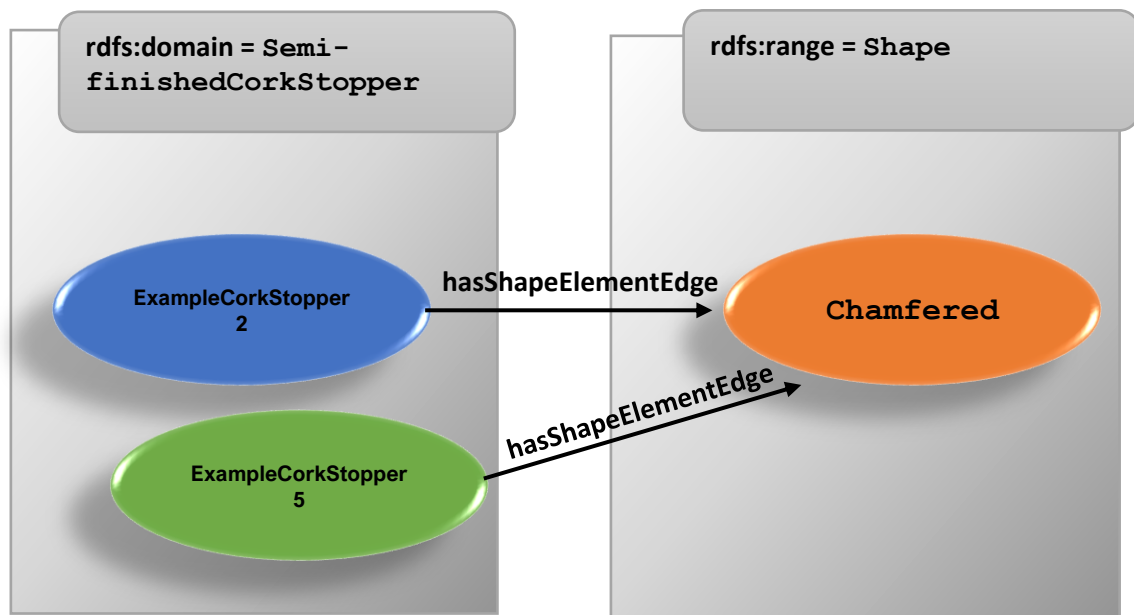 rdfs:domain = Semi-
finishedCorkStopper
rdfs:range = Shape
ExampleCorkStopper
2
hasShapeElementEdge
Chamfered
hasShapeElementEdge
ExampleCorkStopper
5